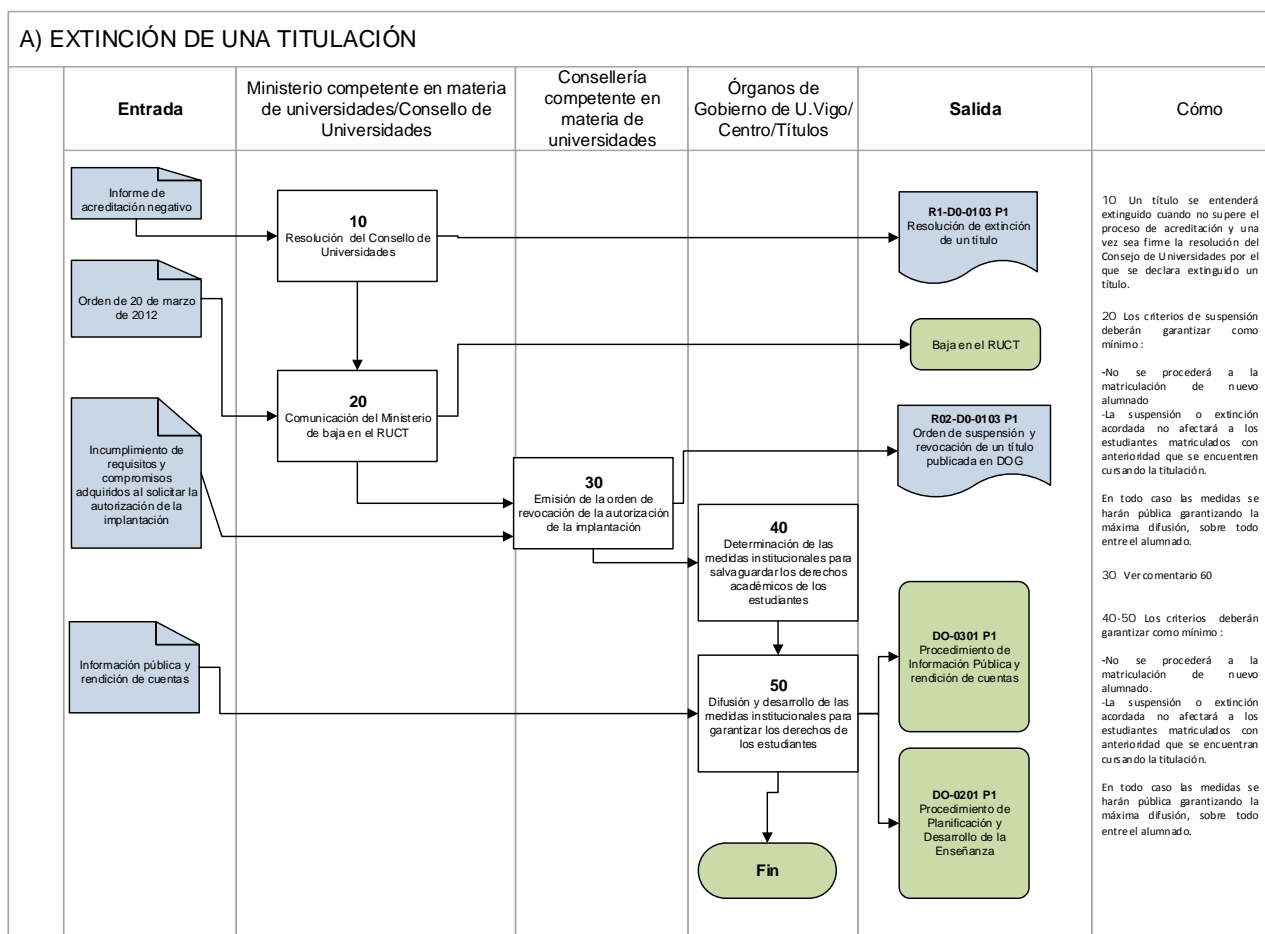 A) EXTINCIÓN DE UNA TITULACIÓN
Entrada
Ministerio competente en materia
de universidades/Consello de
Universidades
Consellería
competente en
materia de
universidades
Órganos de
Gobierno de U.Vigo/
Centro/Títulos
Salida
Cómo
Informe de
acreditación negativo
Orden de 20 de marzo
de 2012
Incumplimiento de
requisitos y
compromisos
adquiridos al solicitar la
autorización de la
implantación
Información pública y
rendición de cuentas
10
Resolución del Consello de
Universidades
20
Comunicación del Ministerio
de baja en el RUCT
30
Emisión de la orden de
revocación de la autorización
de la implantación
40
Determinación de las
medidas institucionales para
salvaguardar los derechos
académicos de los
estudiantes
50
Difusión y desarrollo de las
medidas institucionales para
garantizar los derechos de
los estudiantes
Fin
R1-D0-0103 P1
Resolución de extinción
de un título
Baja en el RUCT
R02-D0-0103 P1
Orden de suspensión y
revocación de un título
publicada en DOG
DO-0301 P1
Procedimiento de
Información Pública y
rendición de cuentas
DO-0201 P1
Procedimiento de
Planificación y
Desarrollo de la
Enseñanza
10 Un título se entenderá
extinguido cuando no supere el
proceso de acreditación y una
vez sea firme la resolución del
Consejo de Universidades por el
que se declara extinguido un
título.
20 Los criterios de suspensión
deberán garantizar como
mínimo :
-No se procederá a la
matriculación de nuevo
alumnado
-La suspensión o extinción
acordada no afectará a los
estudiantes matriculados con
anterioridad que se encuentren
cursando la titulación.
En todo caso las medidas se
harán pública garantizando la
máxima difusión, sobre todo
entre el alumnado.
30 Ver comentario 60
40-50 Los criterios deberán
garantizar como mínimo :
-No se procederá a la
matriculación de nuevo
alumnado.
-La suspensión o extinción
acordada no afectará a los
estudiantes matriculados con
anterioridad que se encuentran
cursando la titulación.
En todo caso las medidas se
harán pública garantizando la
máxima difusión, sobre todo
entre el alumnado.